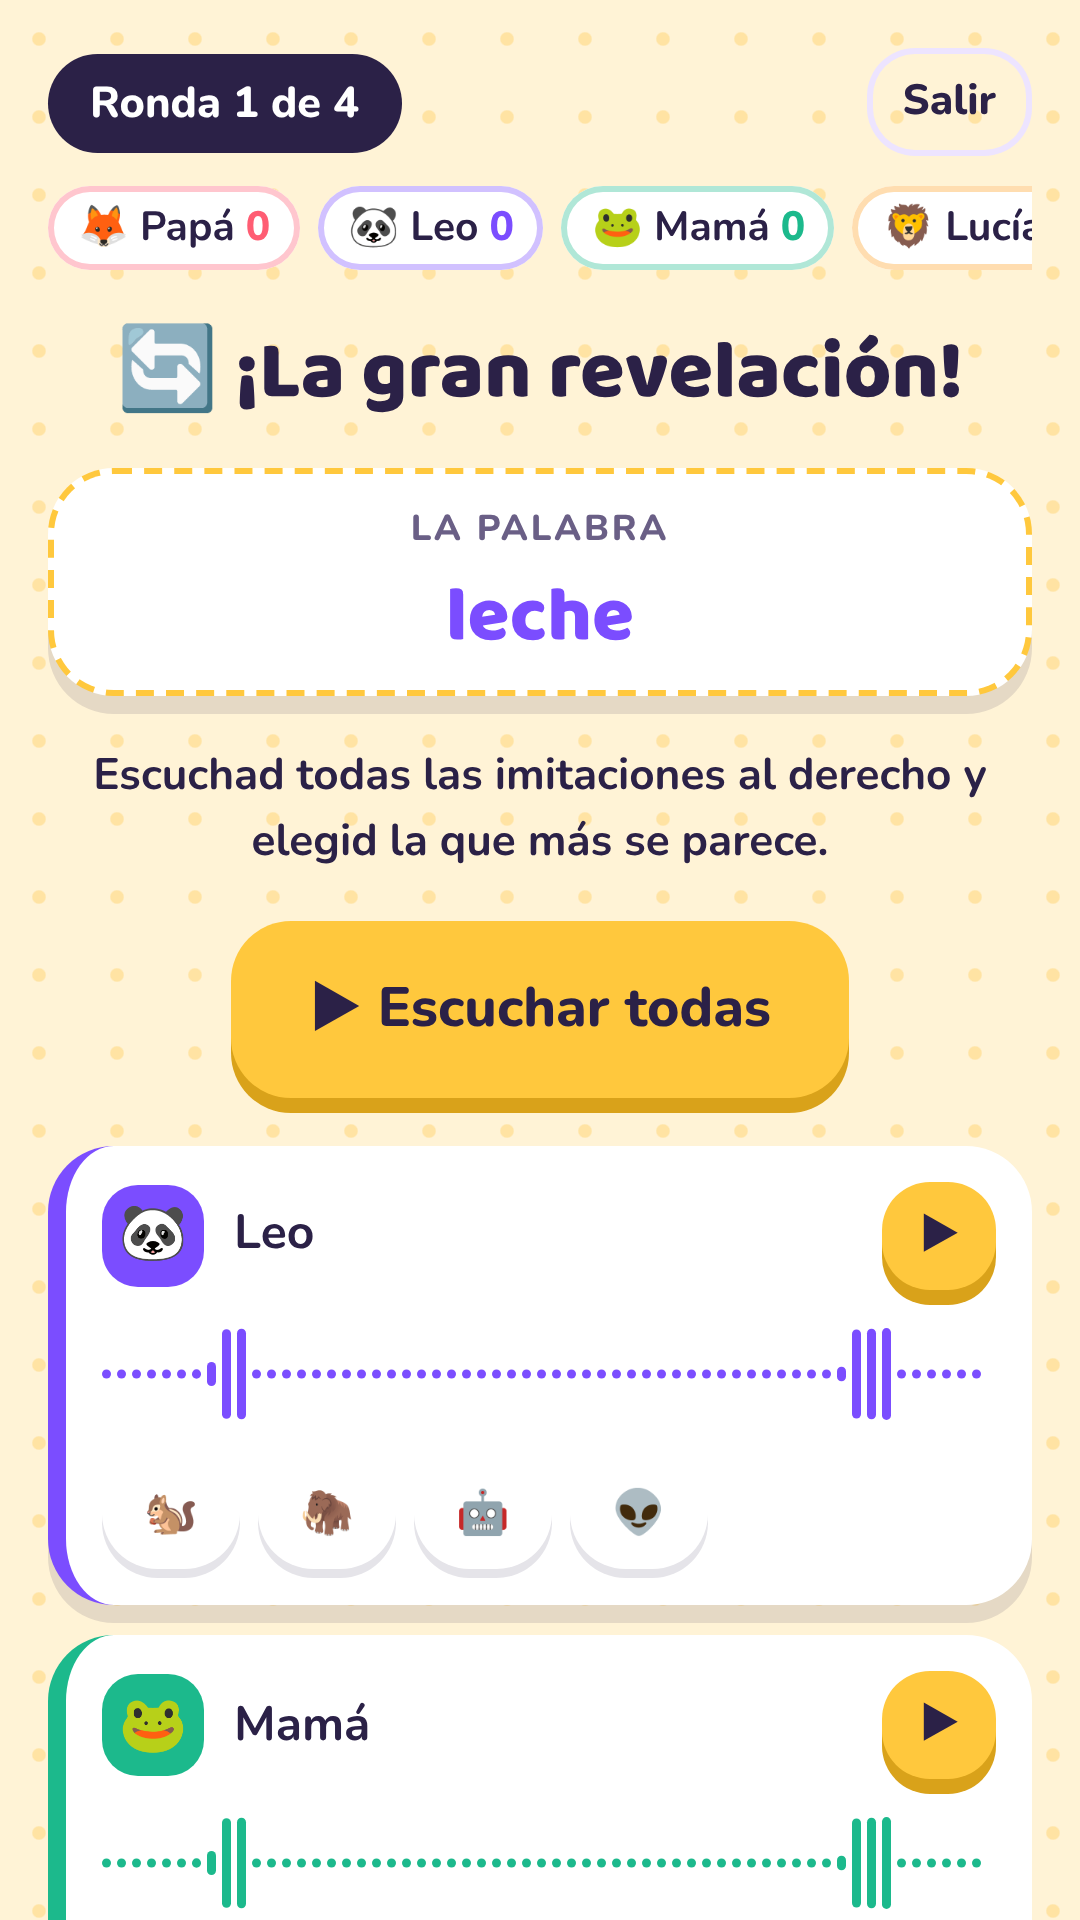 Ronda 1 de 4
Salir
Papá 0
Leo 0
Mamá 0
Lucía
¡La gran revelación!
LA PALABRA
leche
Escuchad todas las imitaciones al derecho y
elegid la que más se parece.
Escuchar todas
Leo
Mamá